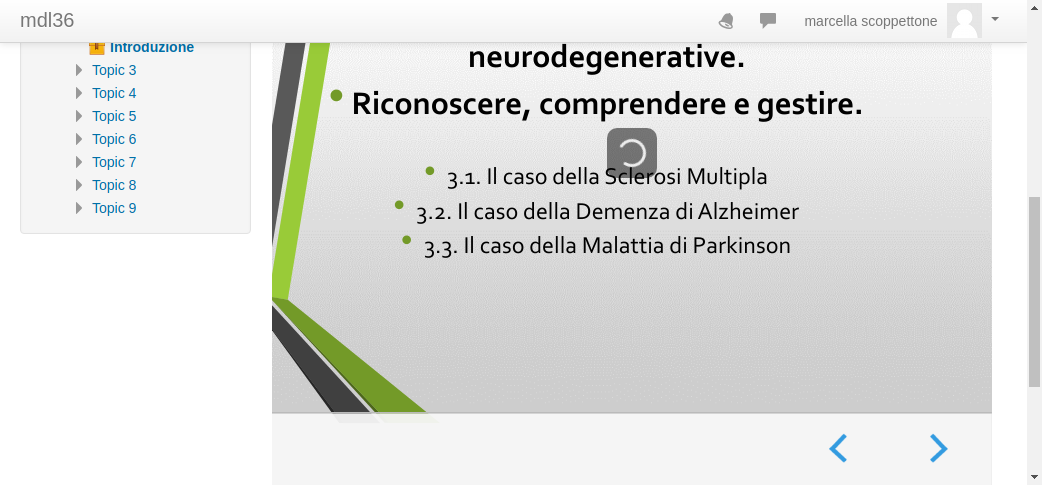 mdl36
marcella scoppettone
Introduzione
Topic 3
Topic 4
Topic 5
Topic 6
Topic 7
Topic 8
Topic 9
neurodegenerative.
• Riconoscere, comprendere e gestire.
• 3.1. Il caso della Sclerosi Multipla
• 3.2. Il caso della Demenza di Alzheimer
• 3.3. Il caso della Malattia di Parkinson